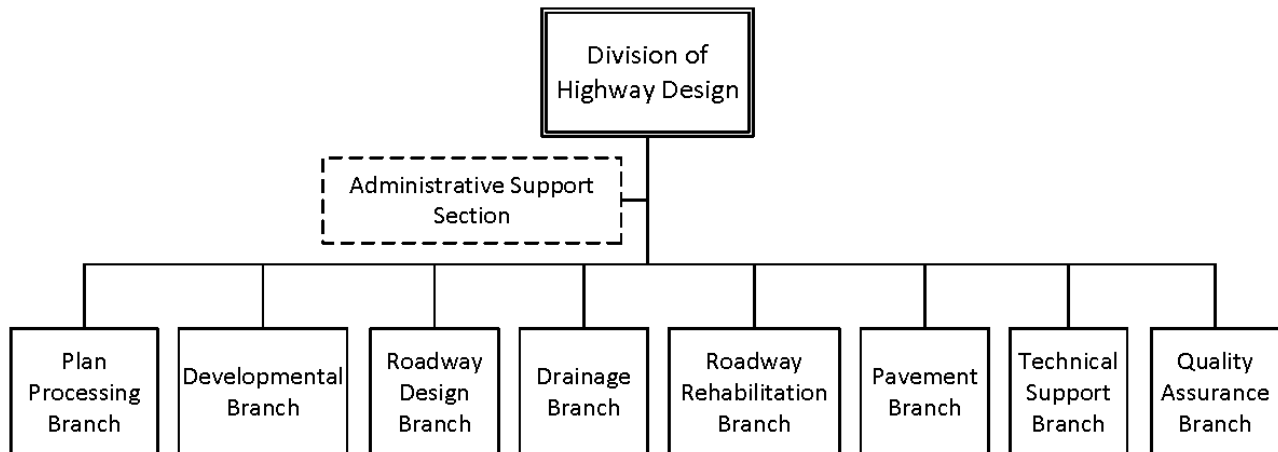 Division of
Highway Design
Administrative Support
Section
Plan
Processing
Branch
Developmental
Branch
Roadway
Design
Branch
Drainage
Branch
Roadway
Rehabilitation
Branch
Pavement
Branch
Technical
Support
Branch
Quality
Assurance
Branch